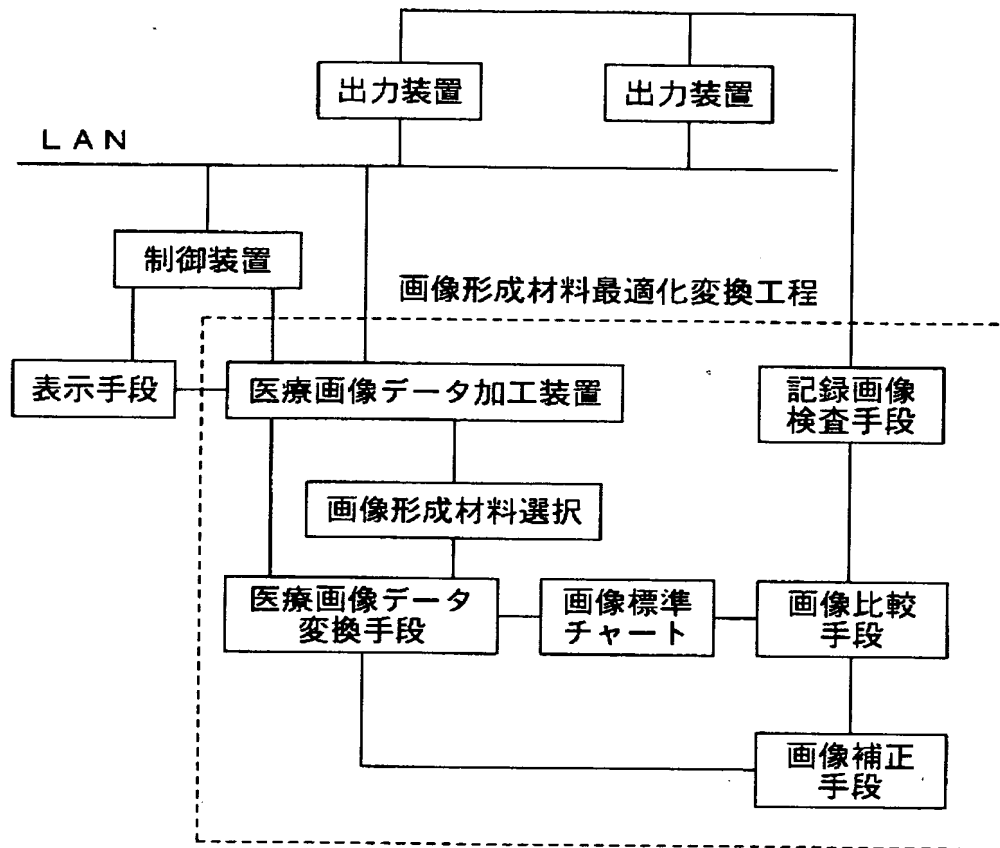 出力装置
出力装置
LAN
制御装置
画像形成材料最適化変換工程
表示手段
医療画像データ加工装置
記録画像
検査手段
画像形成材料選択
医療画像データ
変換手段
画像標準
チャート
画像比較
手段
画像補正
手段